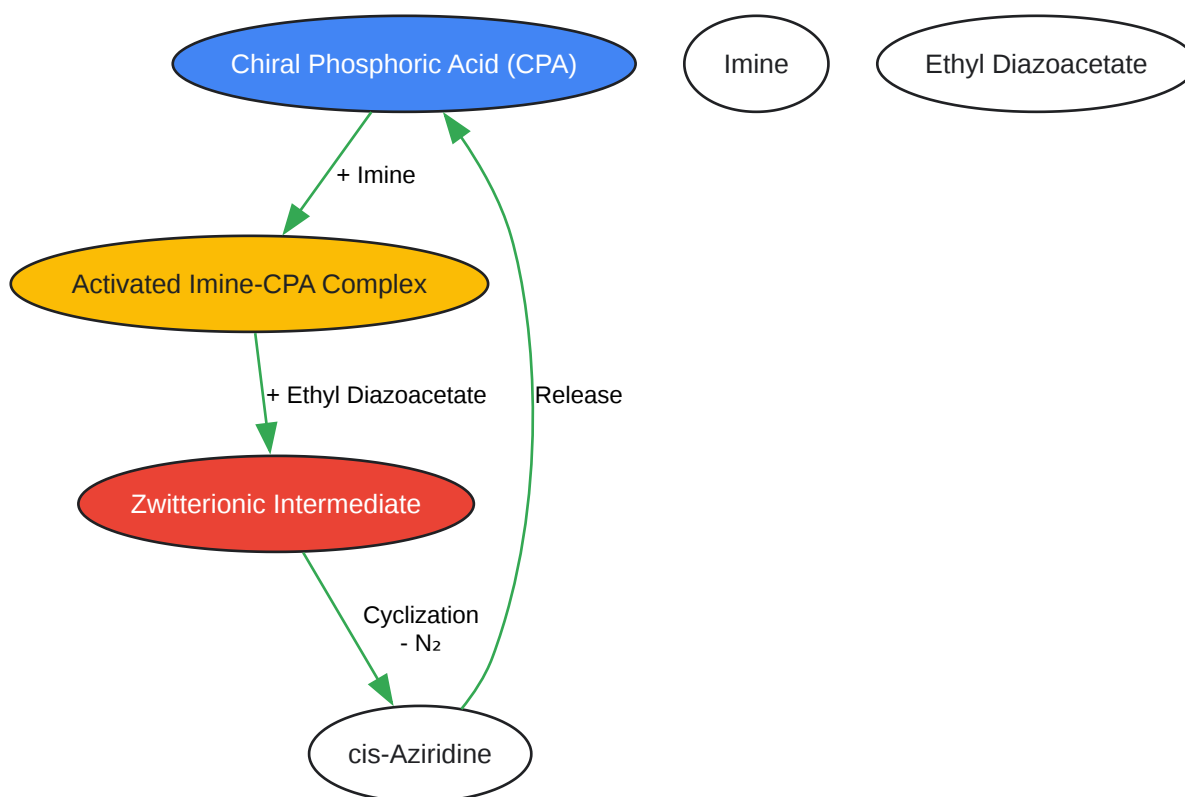 Chiral Phosphoric Acid (CPA)
Imine
Ethyl Diazoacetate
+ Imine
Activated Imine-CPA Complex
+ Ethyl Diazoacetate
Release
Zwitterionic Intermediate
Cyclization
- N₂
cis-Aziridine